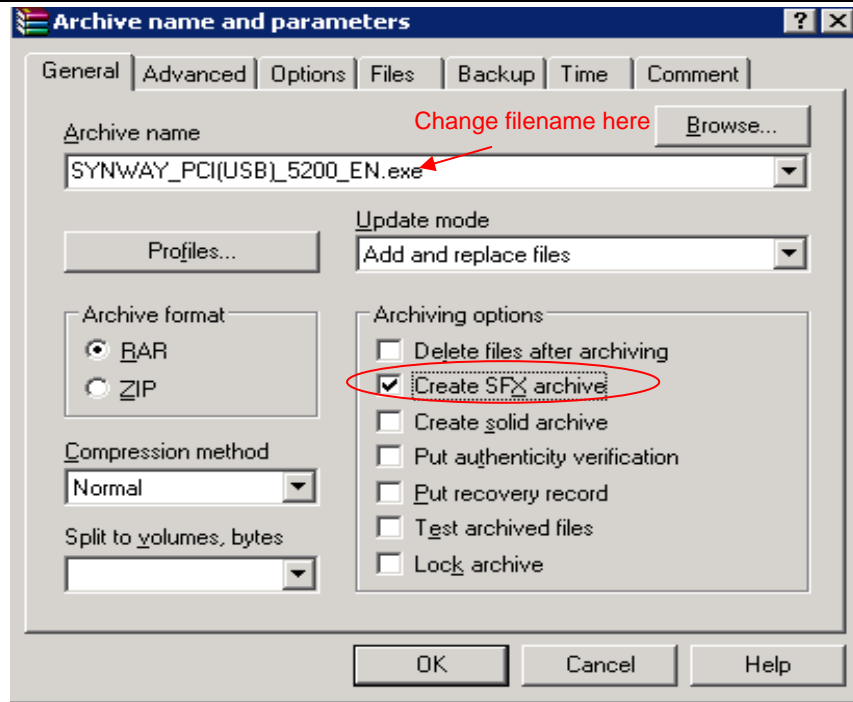 Archive name and parameters
General Advanced Options Files Backup Time Comment
Archive name
Change filename here
Browse...
SYNWAY_PCI(USB)_5200_EN.exe
Profiles...
Update mode
Add and replace files
Archive format
RAR
ZIP
Compression method
Normal
Split to volumes, bytes
Archiving options
Delete files after archiving
Create SFX archive
Create solid archive
Put authenticity verification
Put recovery record
Test archived files
Lock archive
OK Cancel Help